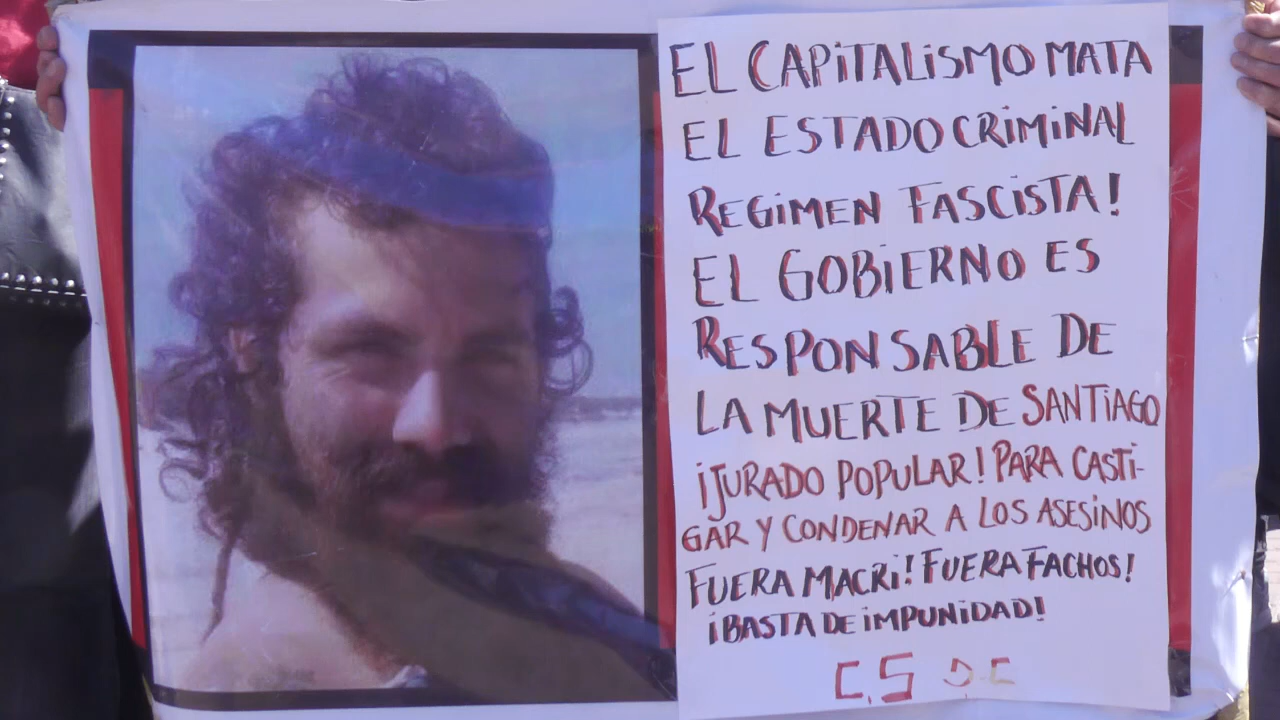 EL CAPiTALiSMO MATA
EL ESTADO CRiMiNAL
REGiMEN FASCiSTA!
EL GOBiERNO ES
RESPONSABLE DE
LA MUERTE DE SANTiAGO
¡JURADO POPULAR! PARA CASTi-
GAR Y CONDENAR A LOS ASESiNOS
FUERA MACRi! FUERA FACHOS!
¡BASTA DE iMPUNiDAD!
C,S